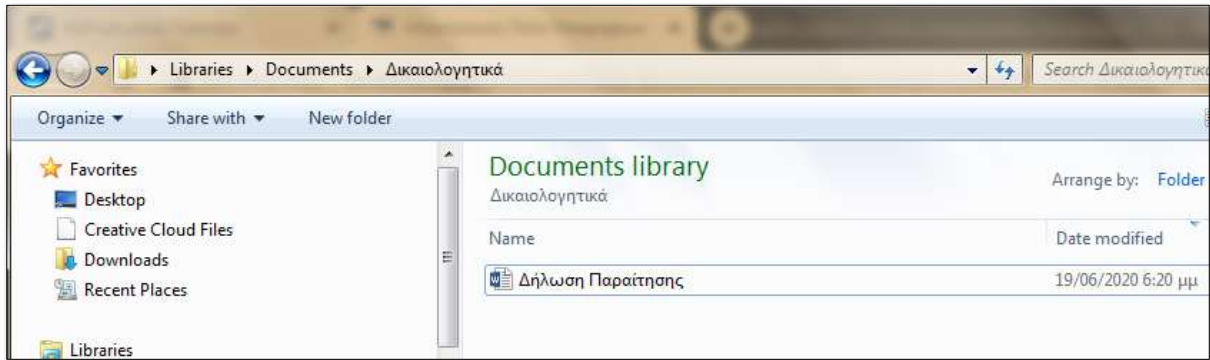 Libraries Documents Δικαιολογητικά
Search Δικαιολογητικ
Organize Share with New folder
Favorites
Desktop
Creative Cloud Files
Downloads
Recent Places
Libraries
Documents library
Δικαιολογητικά
Arrange by: Folder
Name Date modified
Δήλωση Παραίτησης 19/06/2020 6:20 μμ